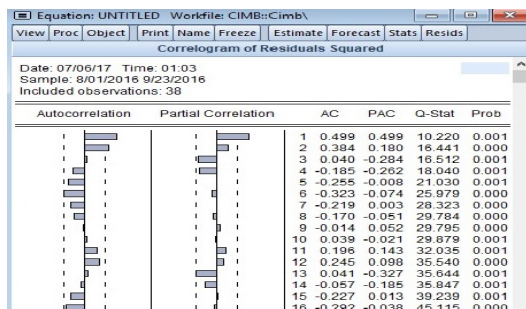 Equation: UNTITLED Workfile: CIMB::Cimb\
View Proc Object Print Name Freeze Estimate Forecast Stats Resids
Correlogram of Residuals Squared
Date: 07/06/17 Time: 01:03
Sample: 8/01/2016 9/23/2016
Included observations: 38
Autocorrelation Partial Correlation AC PAC Q-Stat Prob
1 0.499 0.499 10.220 0.001
2 0.384 0.180 16.441 0.000
3 0.040 -0.284 16.512 0.001
4 -0.185 -0.262 18.040 0.001
5 -0.255 -0.008 21.030 0.001
6 -0.323 -0.074 25.979 0.000
7 -0.219 0.003 28.323 0.000
8 -0.170 -0.051 29.784 0.000
9 -0.014 0.052 29.795 0.000
10 0.039 -0.021 29.879 0.001
11 0.196 0.143 32.035 0.001
12 0.245 0.098 35.540 0.000
13 0.041 -0.327 35.644 0.001
14 -0.057 -0.185 35.847 0.001
15 -0.227 0.013 39.239 0.001
16 -0.292 -0.038 45.115 0.000